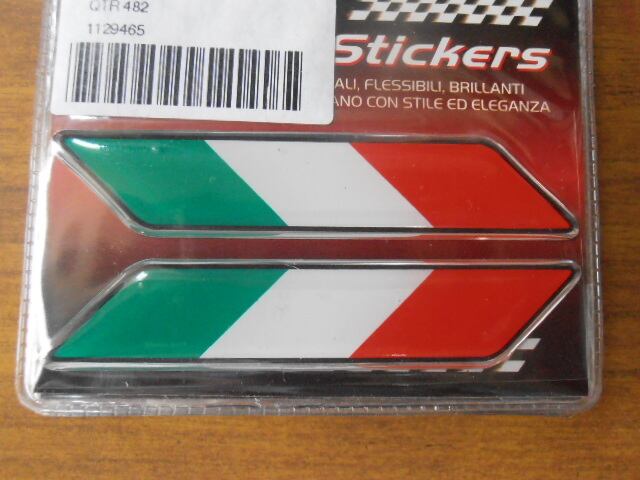 QTR 482
1129465
Stickers
ALI, FLESSIBILI, BRILLANTI
ANO CON STILE ED ELEGANZA